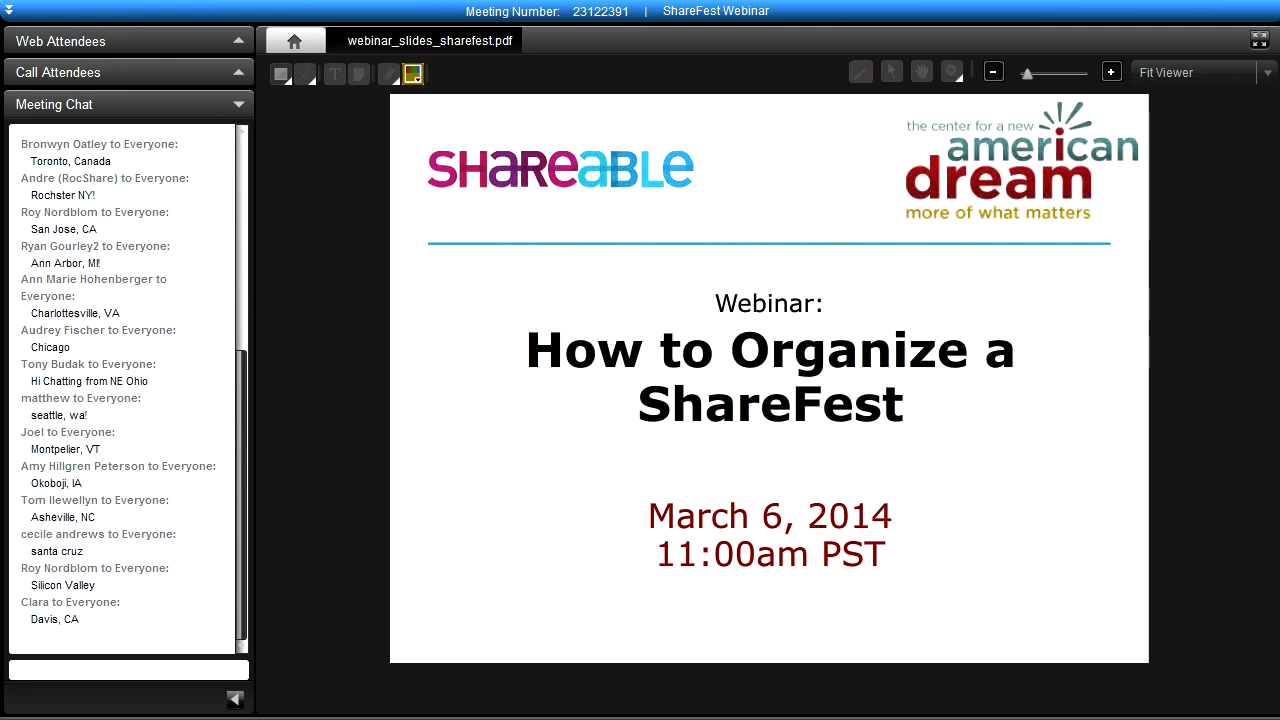 Meeting Number: 23122391 | ShareFest Webinar
Web Attendees
Call Attendees
Meeting Chat
Bronwyn Oatley to Everyone:
Toronto, Canada
Andre (RocShare) to Everyone:
Rochster NY!
Roy Nordblom to Everyone:
San Jose, CA
Ryan Gourley2 to Everyone:
Ann Arbor, MI!
Ann Marie Hohenberger to
Everyone:
Charlottesville, VA
Audrey Fischer to Everyone:
Chicago
Tony Budak to Everyone:
Hi Chatting from NE Ohio
matthew to Everyone:
seattle, wa!
Joel to Everyone:
Montpelier, VT
Amy Hillgren Peterson to Everyone:
Okoboji, IA
Tom llewellyn to Everyone:
Asheville, NC
cecile andrews to Everyone:
santa cruz
Roy Nordblom to Everyone:
Silicon Valley
Clara to Everyone:
Davis, CA
webinar_slides_sharefest.pdf
T
Fit Viewer
SHAREABLE
the center for a new
american
dream
more of what matters
Webinar:
How to Organize a
ShareFest
March 6, 2014
11:00am PST